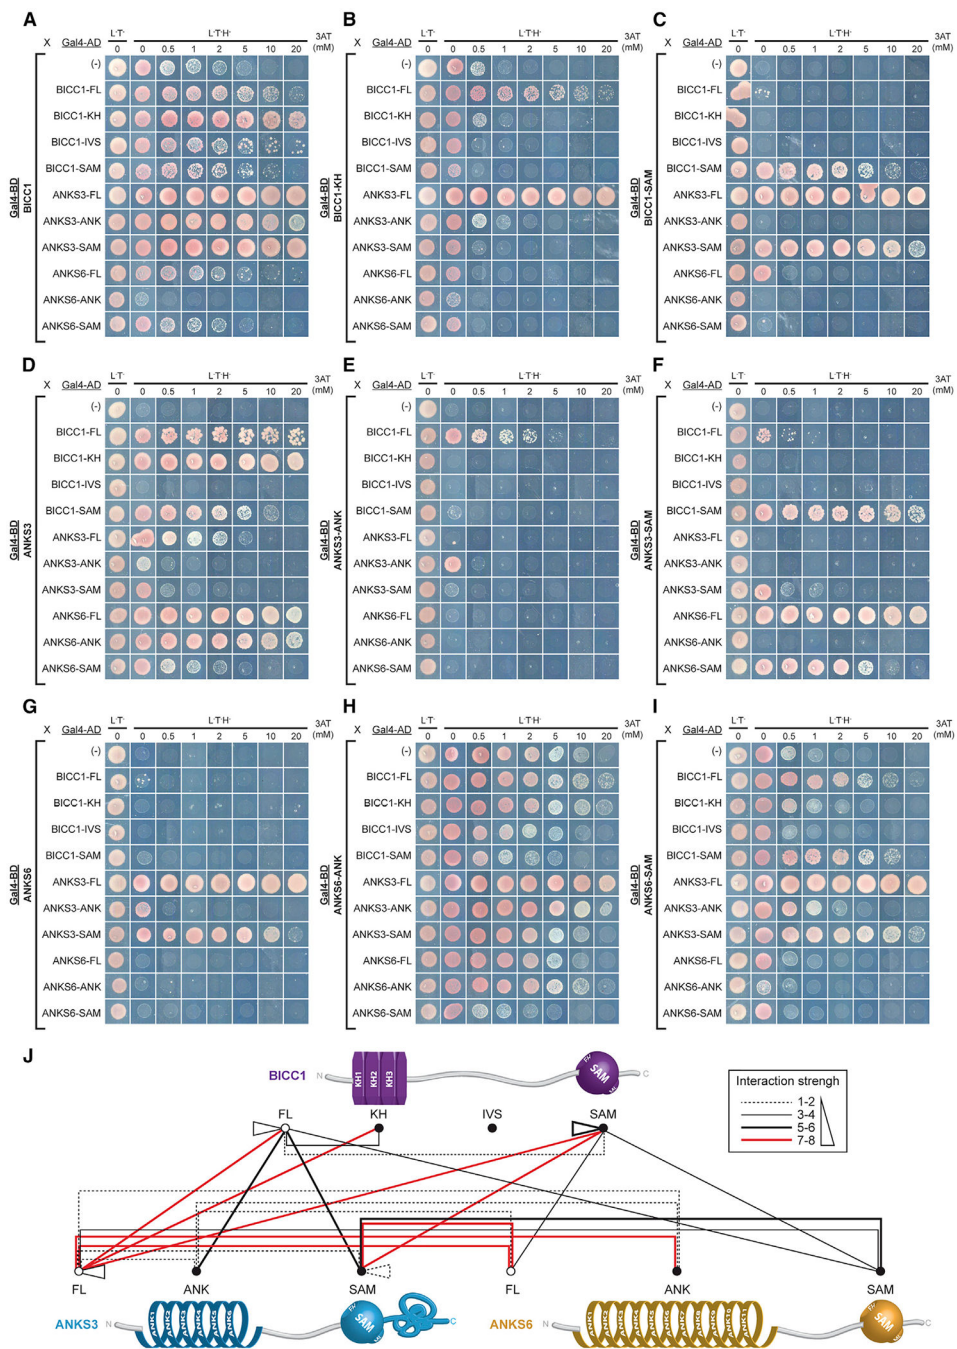 A
L⁻T⁻ L⁻T⁻H⁻
X Gal4-AD 0 0 0.5 1 2 5 10 20 3AT (mM)
Gal4-BD
BICC1
(-)
BICC1-FL
BICC1-KH
BICC1-IVS
BICC1-SAM
ANKS3-FL
ANKS3-ANK
ANKS3-SAM
ANKS6-FL
ANKS6-ANK
ANKS6-SAM
B
L⁻T⁻ L⁻T⁻H⁻
X Gal4-AD 0 0 0.5 1 2 5 10 20 3AT (mM)
Gal4-BD
BICC1-KH
(-)
BICC1-FL
BICC1-KH
BICC1-IVS
BICC1-SAM
ANKS3-FL
ANKS3-ANK
ANKS3-SAM
ANKS6-FL
ANKS6-ANK
ANKS6-SAM
C
L⁻T⁻ L⁻T⁻H⁻
X Gal4-AD 0 0 0.5 1 2 5 10 20 3AT (mM)
Gal4-BD
BICC1-SAM
(-)
BICC1-FL
BICC1-KH
BICC1-IVS
BICC1-SAM
ANKS3-FL
ANKS3-ANK
ANKS3-SAM
ANKS6-FL
ANKS6-ANK
ANKS6-SAM
D
L⁻T⁻ L⁻T⁻H⁻
X Gal4-AD 0 0 0.5 1 2 5 10 20 3AT (mM)
Gal4-BD
ANKS3
(-)
BICC1-FL
BICC1-KH
BICC1-IVS
BICC1-SAM
ANKS3-FL
ANKS3-ANK
ANKS3-SAM
ANKS6-FL
ANKS6-ANK
ANKS6-SAM
E
L⁻T⁻ L⁻T⁻H⁻
X Gal4-AD 0 0 0.5 1 2 5 10 20 3AT (mM)
Gal4-BD
ANKS3-ANK
(-)
BICC1-FL
BICC1-KH
BICC1-IVS
BICC1-SAM
ANKS3-FL
ANKS3-ANK
ANKS3-SAM
ANKS6-FL
ANKS6-ANK
ANKS6-SAM
F
L⁻T⁻ L⁻T⁻H⁻
X Gal4-AD 0 0 0.5 1 2 5 10 20 3AT (mM)
Gal4-BD
ANKS3-SAM
(-)
BICC1-FL
BICC1-KH
BICC1-IVS
BICC1-SAM
ANKS3-FL
ANKS3-ANK
ANKS3-SAM
ANKS6-FL
ANKS6-ANK
ANKS6-SAM
G
L⁻T⁻ L⁻T⁻H⁻
X Gal4-AD 0 0 0.5 1 2 5 10 20 3AT (mM)
Gal4-BD
ANKS6
(-)
BICC1-FL
BICC1-KH
BICC1-IVS
BICC1-SAM
ANKS3-FL
ANKS3-ANK
ANKS3-SAM
ANKS6-FL
ANKS6-ANK
ANKS6-SAM
H
L⁻T⁻ L⁻T⁻H⁻
X Gal4-AD 0 0 0.5 1 2 5 10 20 3AT (mM)
Gal4-BD
ANKS6-ANK
(-)
BICC1-FL
BICC1-KH
BICC1-IVS
BICC1-SAM
ANKS3-FL
ANKS3-ANK
ANKS3-SAM
ANKS6-FL
ANKS6-ANK
ANKS6-SAM
I
L⁻T⁻ L⁻T⁻H⁻
X Gal4-AD 0 0 0.5 1 2 5 10 20 3AT (mM)
Gal4-BD
ANKS6-SAM
(-)
BICC1-FL
BICC1-KH
BICC1-IVS
BICC1-SAM
ANKS3-FL
ANKS3-ANK
ANKS3-SAM
ANKS6-FL
ANKS6-ANK
ANKS6-SAM
J
BICC1 N KH1 KH2 KH3 SAM C
FL KH IVS SAM
Interaction strengh
1-2
3-4
5-6
7-8
FL ANK SAM FL ANK SAM
ANKS3 N ANK1 ANK2 ANK3 ANK4 ANK5 ANK6 SAM C
ANKS6 N ANK1 ANK2 ANK3 ANK4 ANK5 ANK6 ANK7 ANK8 ANK9 ANK10 ANK11 SAM C